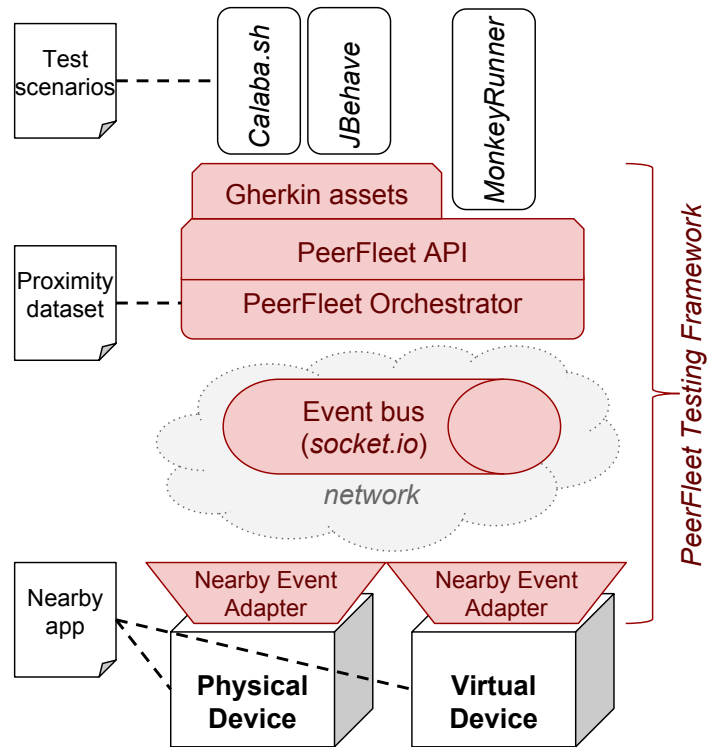 Test
scenarios
Calaba.sh
JBehave
MonkeyRunner
Gherkin assets
PeerFleet API
Proximity
dataset
PeerFleet Orchestrator
Event bus
(socket.io)
network
PeerFleet Testing Framework
Nearby
app
Nearby Event
Adapter
Nearby Event
Adapter
Physical
Device
Virtual
Device